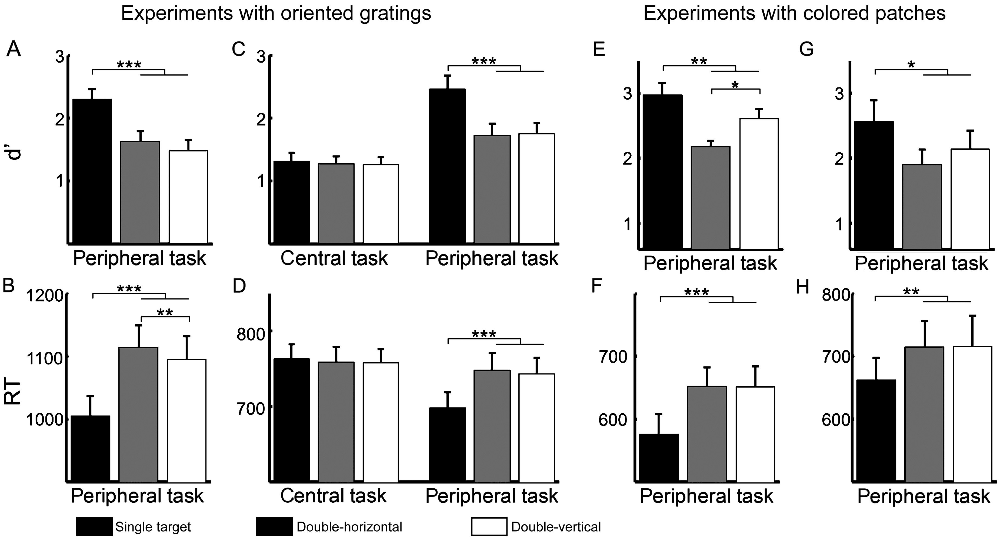 Experiments with oriented gratings
Experiments with colored patches
A
C
E
G
d'
3
2
1
***
Peripheral task
3
2
1
***
Central task
Peripheral task
3
2
1
**
*
Peripheral task
3
2
1
*
Peripheral task
B
D
F
H
RT
1200
1100
1000
***
**
Peripheral task
800
700
***
Central task
Peripheral task
700
600
***
Peripheral task
800
700
600
**
Peripheral task
Single target
Double-horizontal
Double-vertical